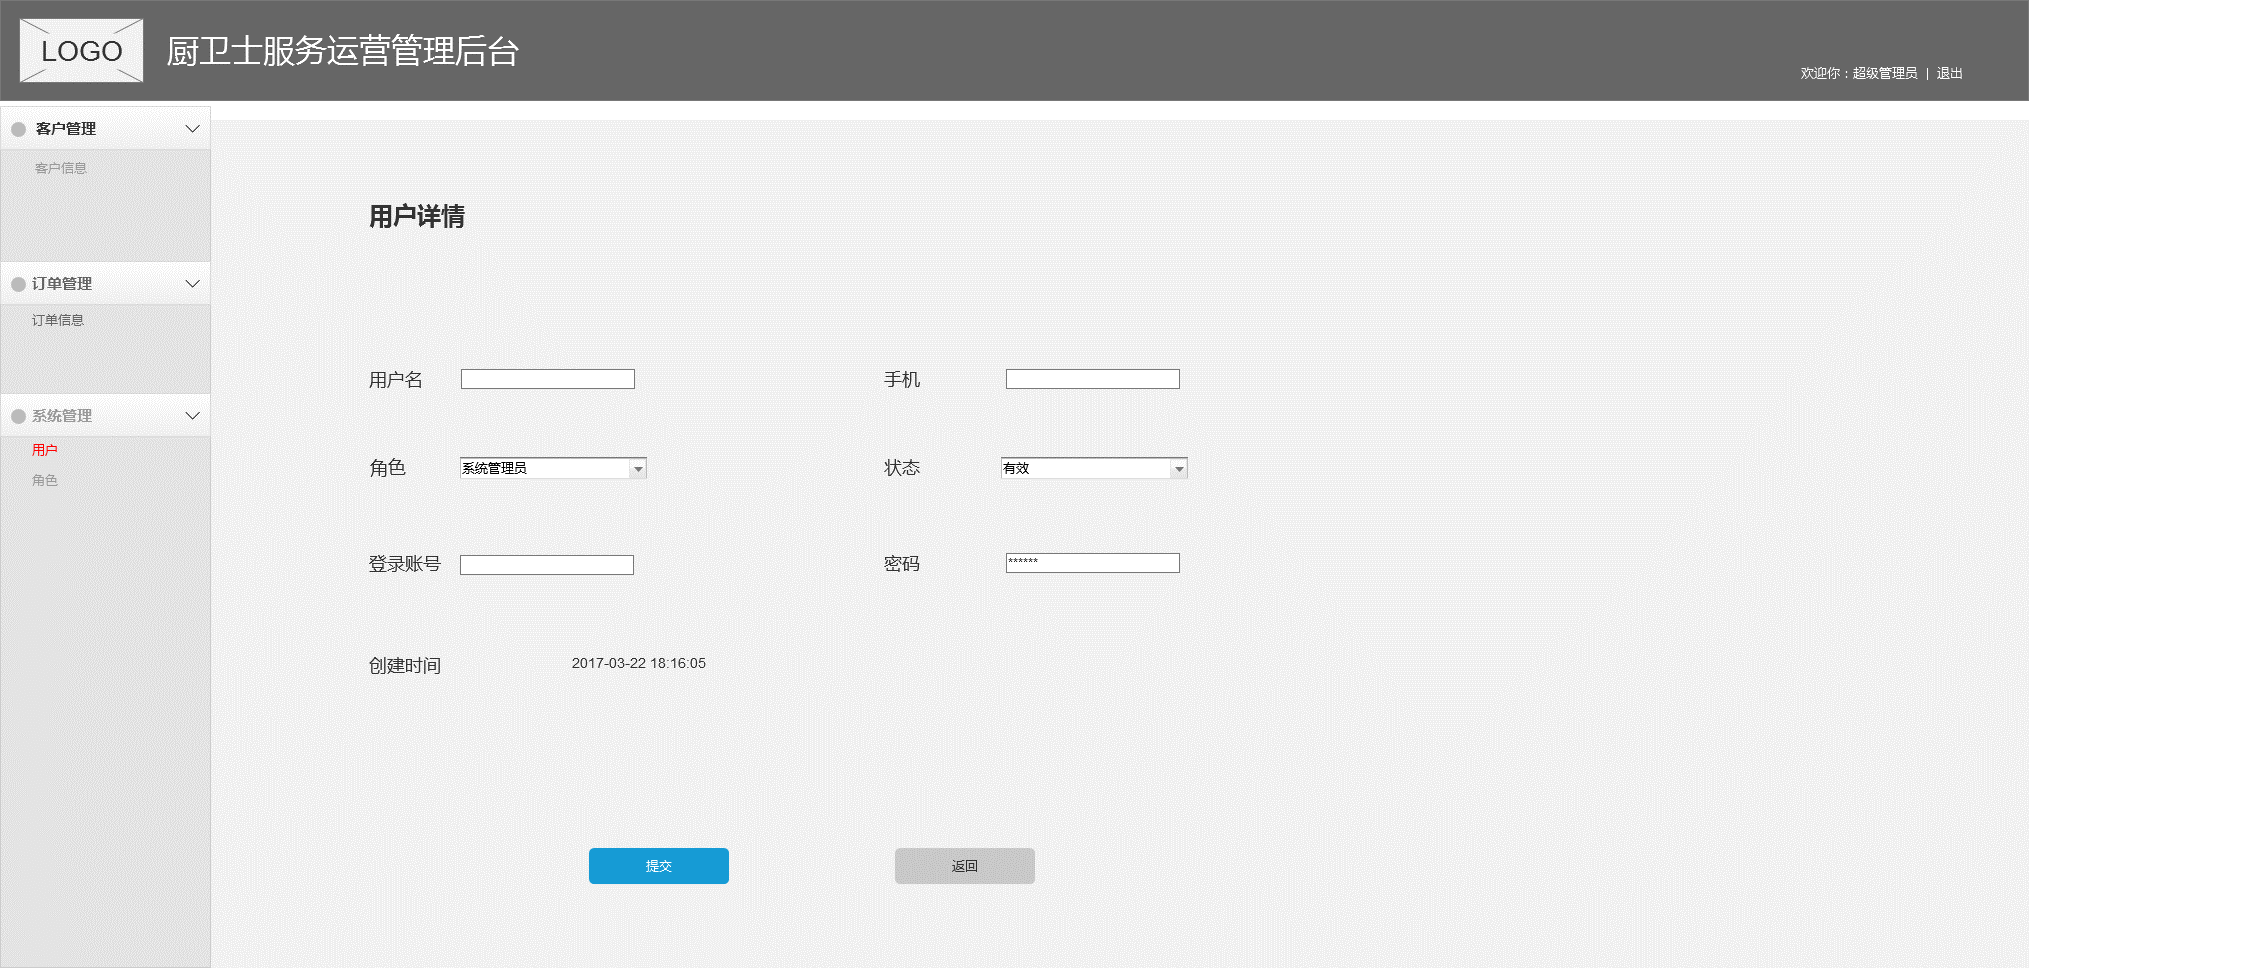 LOGO
厨卫士服务运营管理后台
欢迎你：超级管理员 | 退出
客户管理
客户信息
订单管理
订单信息
系统管理
用户
角色
用户详情
用户名
手机
角色 系统管理员
状态 有效
登录账号
密码 ******
创建时间 2017-03-22 18:16:05
提交
返回